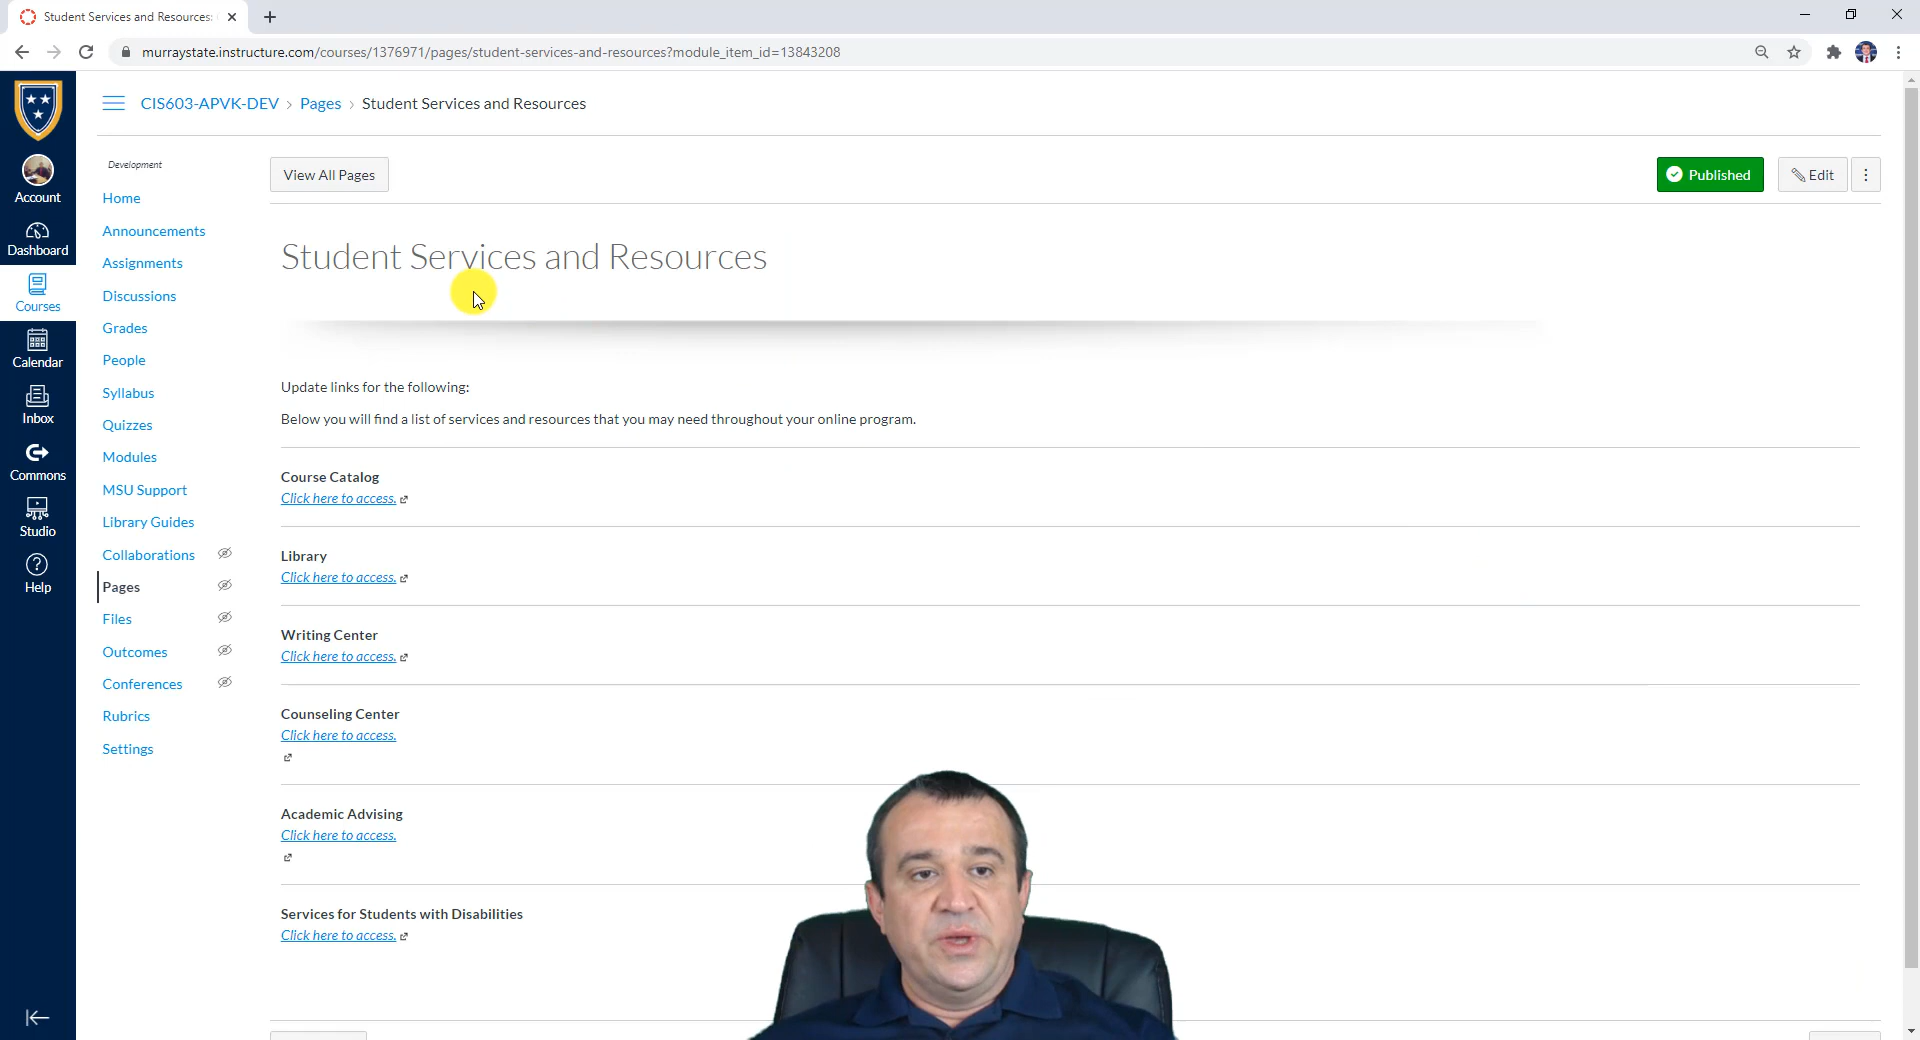 Student Services and Resources:
murraystate.instructure.com/courses/1376971/pages/student-services-and-resources?module_item_id=13843208
CIS603-APVK-DEV > Pages > Student Services and Resources
Account
Dashboard
Courses
Calendar
Inbox
Commons
Studio
Help
Development
Home
Announcements
Assignments
Discussions
Grades
People
Syllabus
Quizzes
Modules
MSU Support
Library Guides
Collaborations
Pages
Files
Outcomes
Conferences
Rubrics
Settings
View All Pages
Published
Edit
Student Services and Resources
Update links for the following:
Below you will find a list of services and resources that you may need throughout your online program.
Course Catalog
Click here to access.
Library
Click here to access.
Writing Center
Click here to access.
Counseling Center
Click here to access.
Academic Advising
Click here to access.
Services for Students with Disabilities
Click here to access.